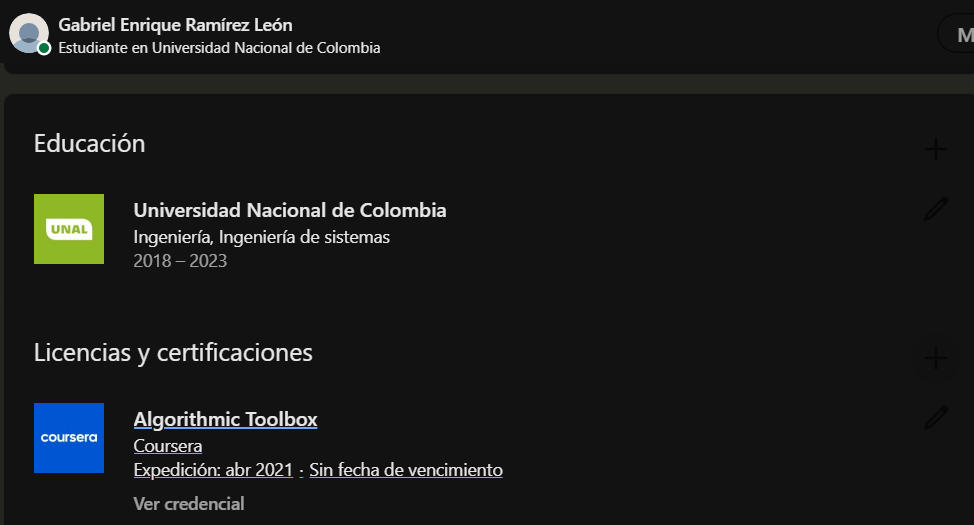 Gabriel Enrique Ramírez León
Estudiante en Universidad Nacional de Colombia
M
Educación
UNAL
Universidad Nacional de Colombia
Ingeniería, Ingeniería de sistemas
2018 – 2023
Licencias y certificaciones
coursera
Algorithmic Toolbox
Coursera
Expedición: abr 2021 · Sin fecha de vencimiento
Ver credencial